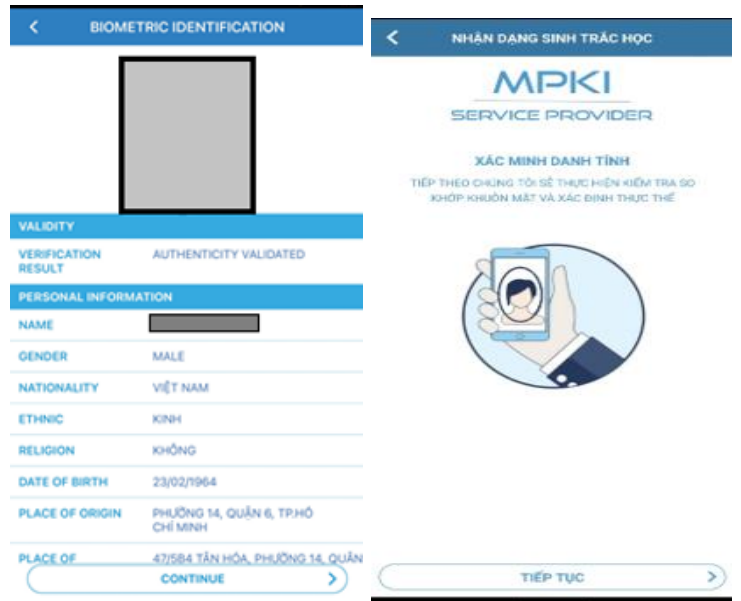 BIOMETRIC IDENTIFICATION
VALIDITY
VERIFICATION RESULT
AUTHENTICITY VALIDATED
PERSONAL INFORMATION
NAME
GENDER
MALE
NATIONALITY
VIỆT NAM
ETHNIC
KINH
RELIGION
KHÔNG
DATE OF BIRTH
23/02/1964
PLACE OF ORIGIN
PHƯỜNG 14, QUẬN 6, TP.HỒ
CHÍ MINH
PLACE OF
47/5B4 TÂN HÓA, PHƯỜNG 14, QUẬN
CONTINUE
NHẬN DẠNG SINH TRẮC HỌC
MPKI
SERVICE PROVIDER
XÁC MINH DANH TÍNH
TIẾP THEO CHÚNG TÔI SẼ THỰC HIỆN KIỂM TRA SO
KHỚP KHUÔN MẶT VÀ XÁC ĐỊNH THỰC THỂ
TIẾP TỤC